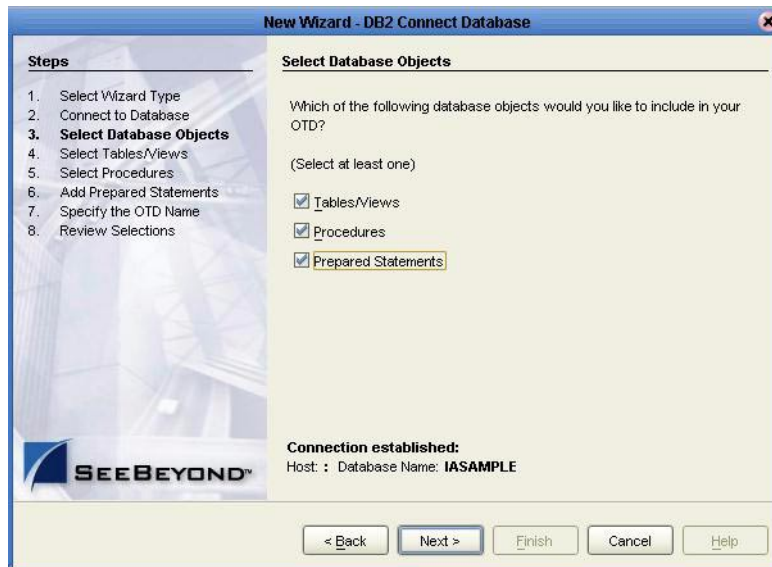 New Wizard - DB2 Connect Database
Steps
1. Select Wizard Type
2. Connect to Database
3. Select Database Objects
4. Select Tables/Views
5. Select Procedures
6. Add Prepared Statements
7. Specify the OTD Name
8. Review Selections
SEEBEYOND™
Select Database Objects
Which of the following database objects would you like to include in your
OTD?
(Select at least one)
Tables/Views
Procedures
Prepared Statements
Connection established:
Host: : Database Name: IASAMPLE
< Back Next > Finish Cancel Help